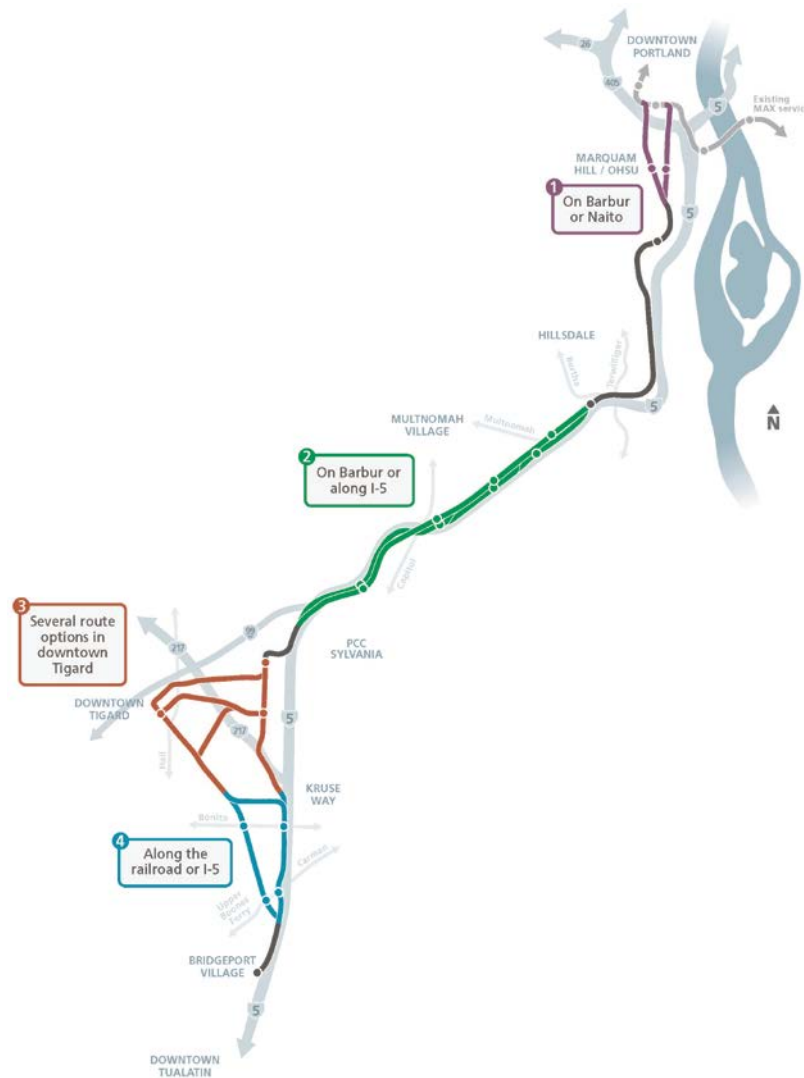 26
DOWNTOWN
PORTLAND
405
5
Existing
MAX service
MARQUAM
HILL / OHSU
1
On Barbur
or Naito
5
HILLSDALE
Bertha
Terwilliger
5
N
MULTNOMAH
VILLAGE
Multnomah
2
On Barbur or
along I-5
Capitol
3
Several route
options in
downtown
Tigard
99
217
PCC
SYLVANIA
DOWNTOWN
TIGARD
Hall
217
5
KRUSE
WAY
Bonita
4
Along the
railroad or I-5
Carman
Upper
Boones
Ferry
BRIDGEPORT
VILLAGE
5
DOWNTOWN
TUALATIN